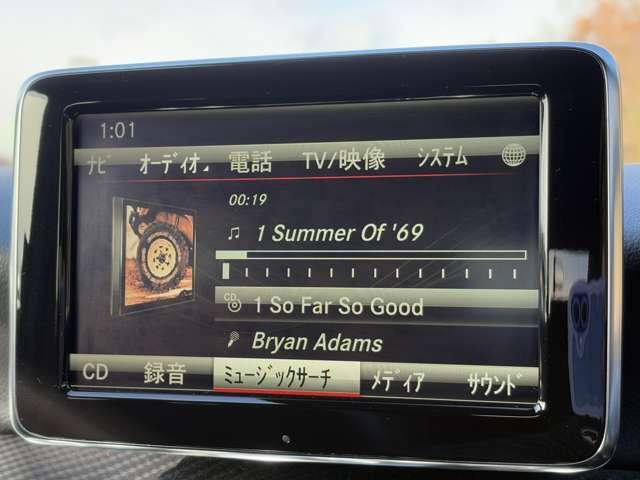 1:01
ナビ オーディオ 電話 TV/映像 システム
00:19
1 Summer Of '69
CD 1 So Far So Good
Bryan Adams
CD 録音 ミュージックサーチ メディア サウンド